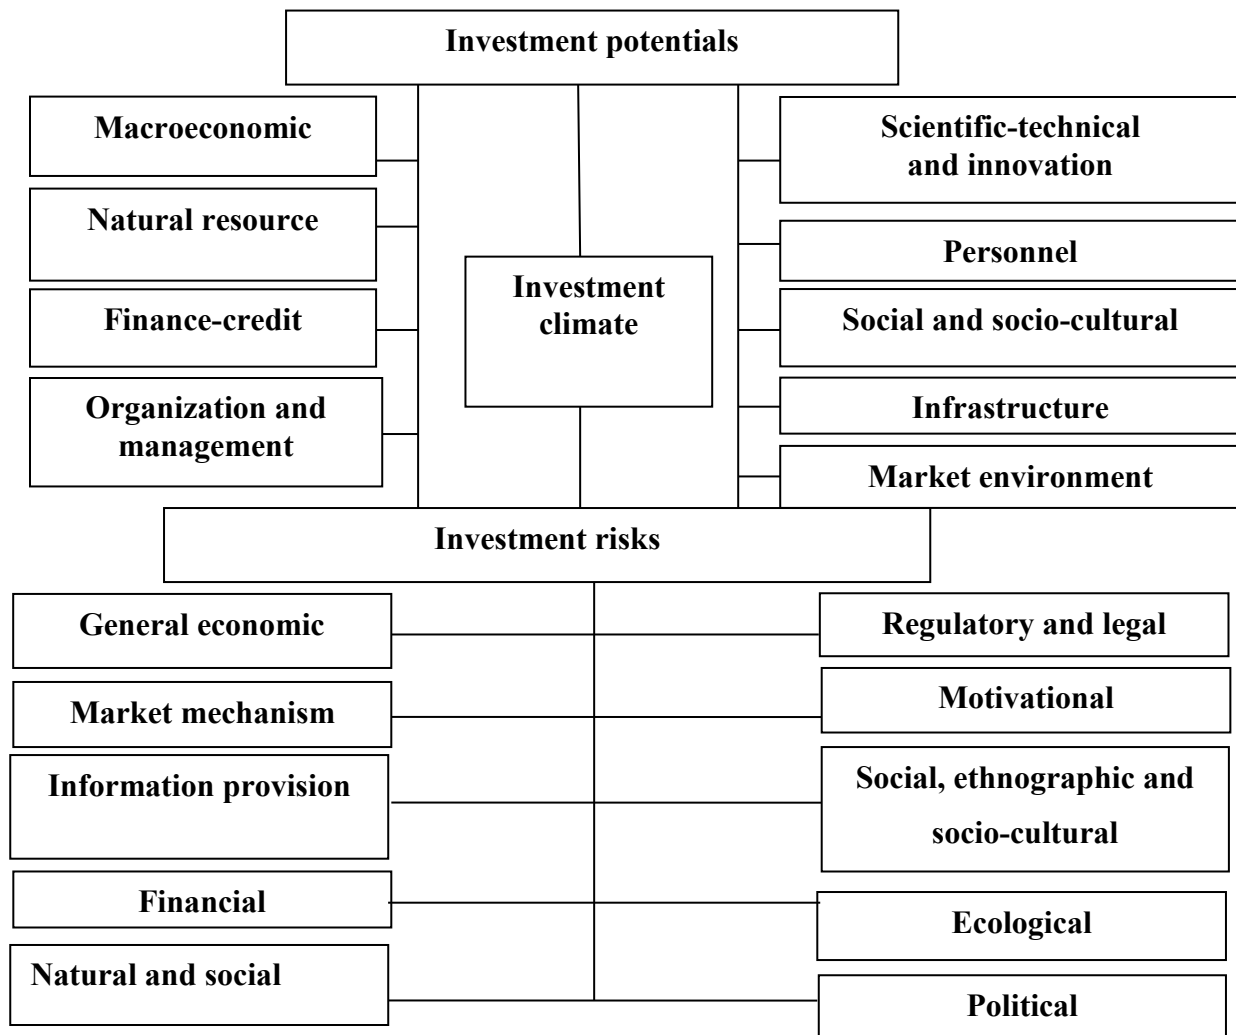 Investment potentials
Macroeconomic
Natural resource
Finance-credit
Organization and
management
Investment
climate
Scientific-technical
and innovation
Personnel
Social and socio-cultural
Infrastructure
Market environment
Investment risks
General economic
Market mechanism
Information provision
Financial
Natural and social
Regulatory and legal
Motivational
Social, ethnographic and
socio-cultural
Ecological
Political